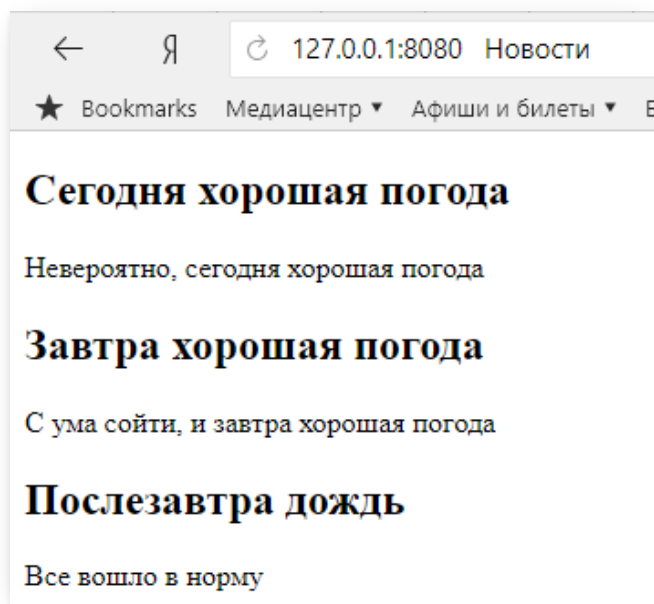 Я 127.0.0.1:8080 Новости
Bookmarks Медиацентр Афиши и билеты
Сегодня хорошая погода
Невероятно, сегодня хорошая погода
Завтра хорошая погода
С ума сойти, и завтра хорошая погода
Послезавтра дождь
Все вошло в норму